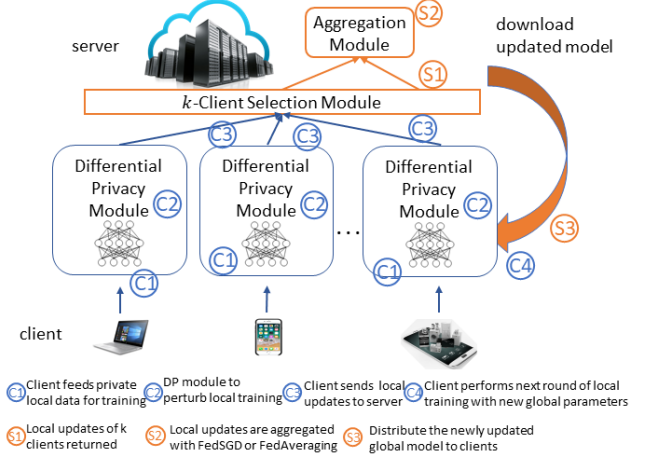 server
Aggregation
Module
S2
download
updated model
S1
k-Client Selection Module
C3
C3
C3
Differential
Privacy
Module
C2
C1
Differential
Privacy
Module
C2
C1
...
Differential
Privacy
Module
C2
C1
S3
C4
client
C1 Client feeds private
local data for training
C2 DP module to
perturb local training
C3 Client sends local
updates to server
C4 Client performs next round of local
training with new global parameters
S1 Local updates of k
clients returned
S2 Local updates are aggregated
with FedSGD or FedAveraging
S3 Distribute the newly updated
global model to clients